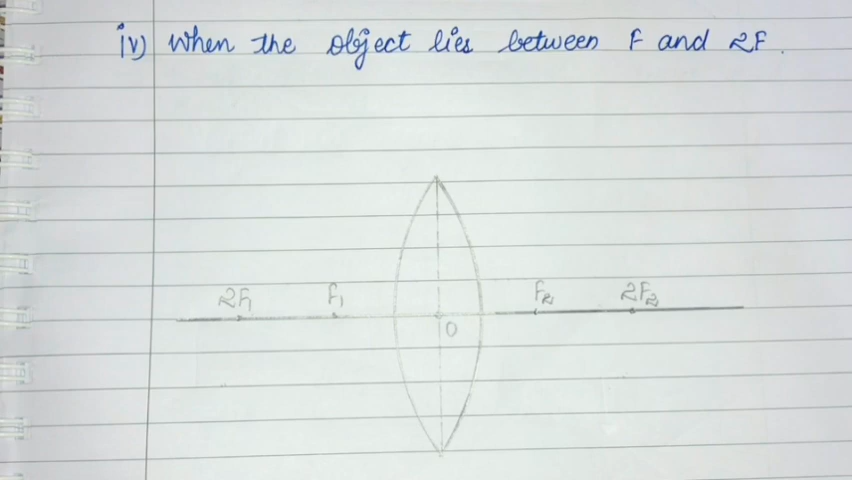 iv) When the object lies between F and 2F.
2F₁ F₁ F₂ 2F₂
O